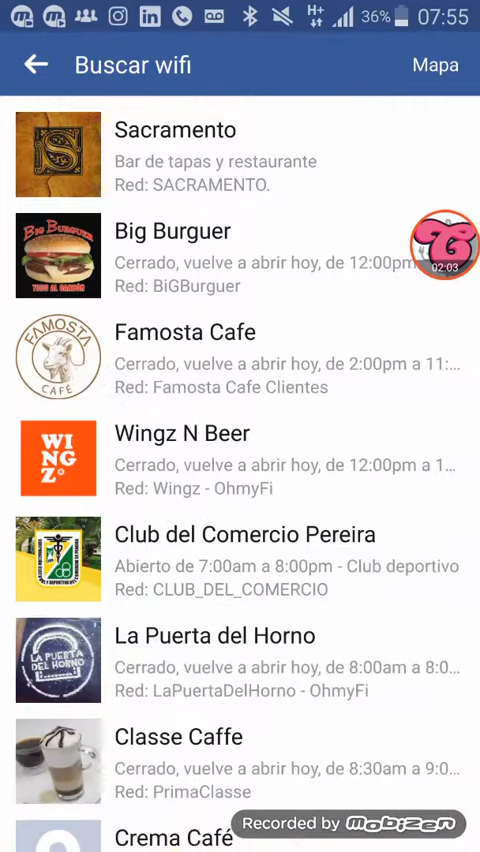 H+
36%
07:55
Buscar wifi
Mapa
S
Sacramento
Bar de tapas y restaurante
Red: SACRAMENTO.
BIG BURGUER
TODO AL CARBÓN
Big Burguer
Cerrado, vuelve a abrir hoy, de 12:00pm
Red: BiGBurguer
02:03
FAMOSTA
CAFÉ
Famosta Cafe
Cerrado, vuelve a abrir hoy, de 2:00pm a 11:...
Red: Famosta Cafe Clientes
WI
NG
Z
Wingz N Beer
Cerrado, vuelve a abrir hoy, de 12:00pm a 1...
Red: Wingz - OhmyFi
Club del Comercio Pereira
Abierto de 7:00am a 8:00pm - Club deportivo
Red: CLUB_DEL_COMERCIO
LA PUERTA
DEL HORNO
La Puerta del Horno
Cerrado, vuelve a abrir hoy, de 8:00am a 8:0...
Red: LaPuertaDelHorno - OhmyFi
Classe Caffe
Cerrado, vuelve a abrir hoy, de 8:30am a 9:0...
Red: PrimaClasse
Crema Café
Recorded by mobizen